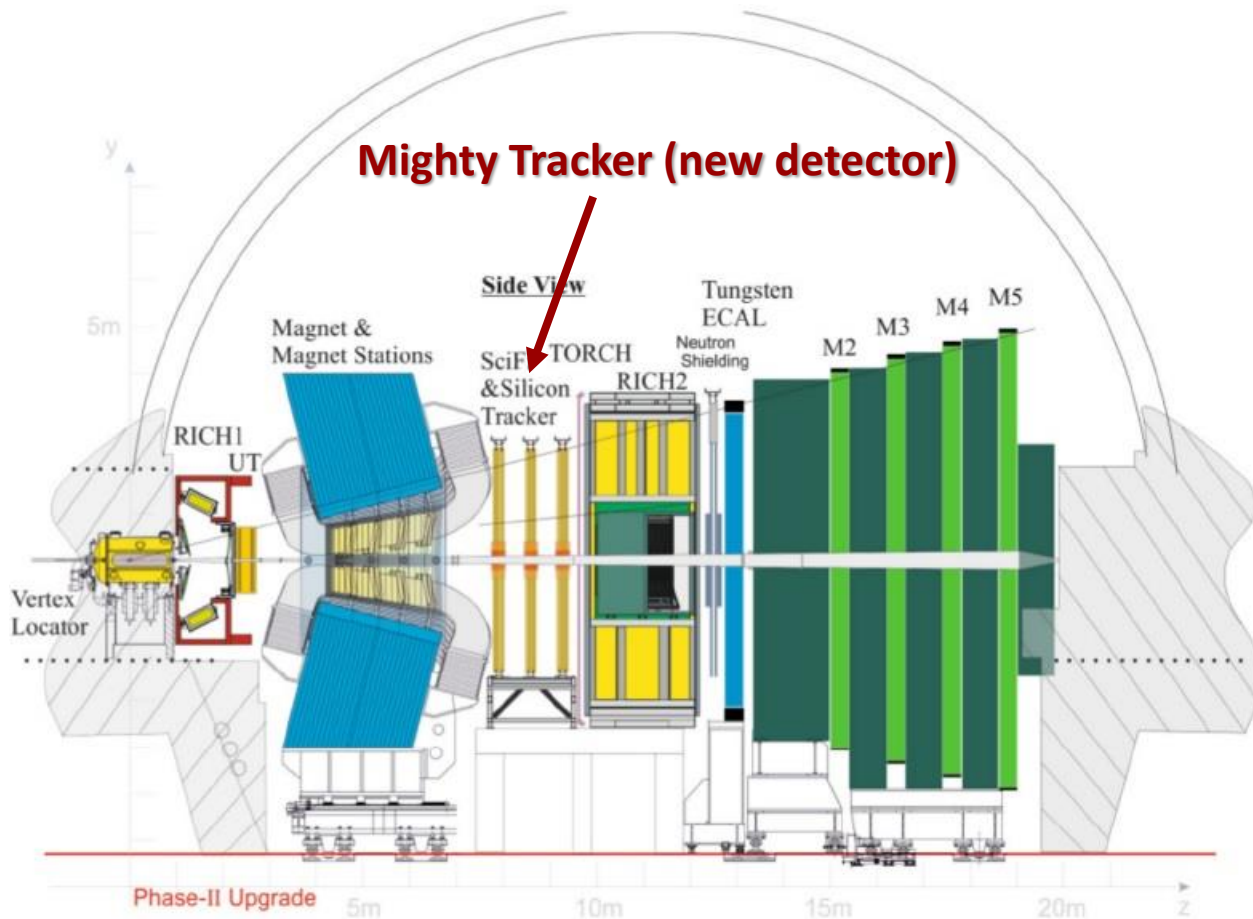 Mighty Tracker (new detector)
y
Side View
Tungsten
ECAL
M5
M4
M3
M2
5m
Magnet &
Magnet Stations
Neutron
Shielding
SciF
&Silicon
Tracker
TORCH
RICH2
RICH1
UT
Vertex
Locator
Phase-II Upgrade
5m
10m
15m
20m
z